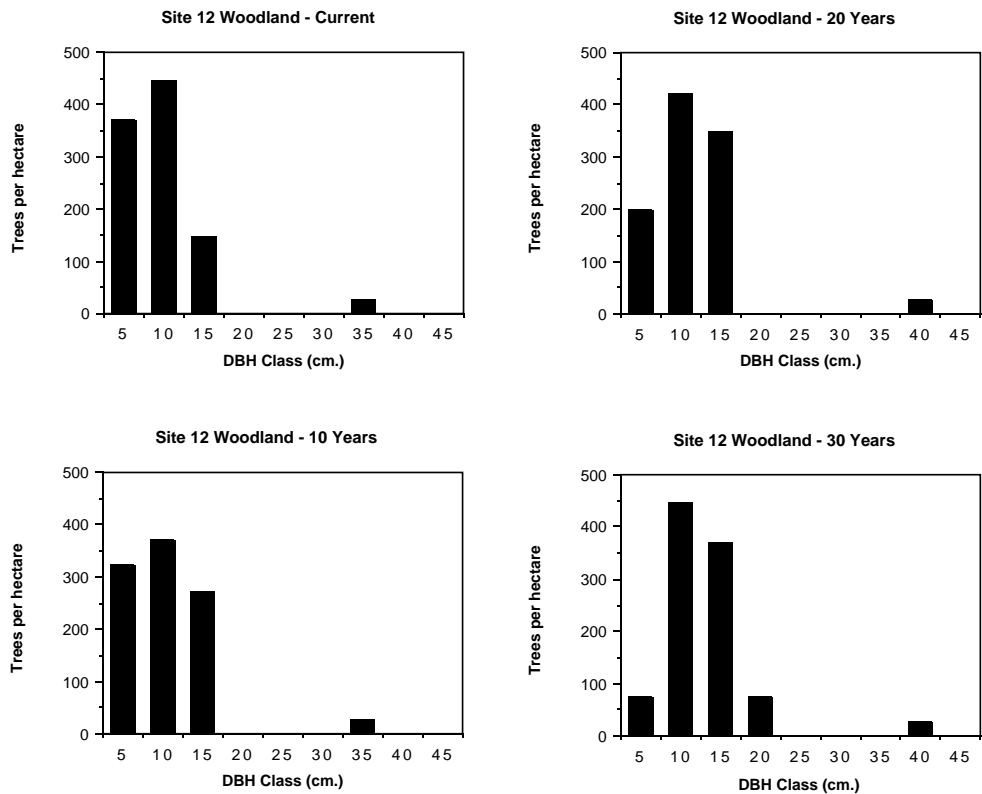 Site 12 Woodland - Current
500
400
300
200
100
0
Trees per hectare
5 10 15 20 25 30 35 40 45
DBH Class (cm.)
Site 12 Woodland - 20 Years
500
400
300
200
100
0
Trees per hectare
5 10 15 20 25 30 35 40 45
DBH Class (cm.)
Site 12 Woodland - 10 Years
500
400
300
200
100
0
Trees per hectare
5 10 15 20 25 30 35 40 45
DBH Class (cm.)
Site 12 Woodland - 30 Years
500
400
300
200
100
0
Trees per hectare
5 10 15 20 25 30 35 40 45
DBH Class (cm.)